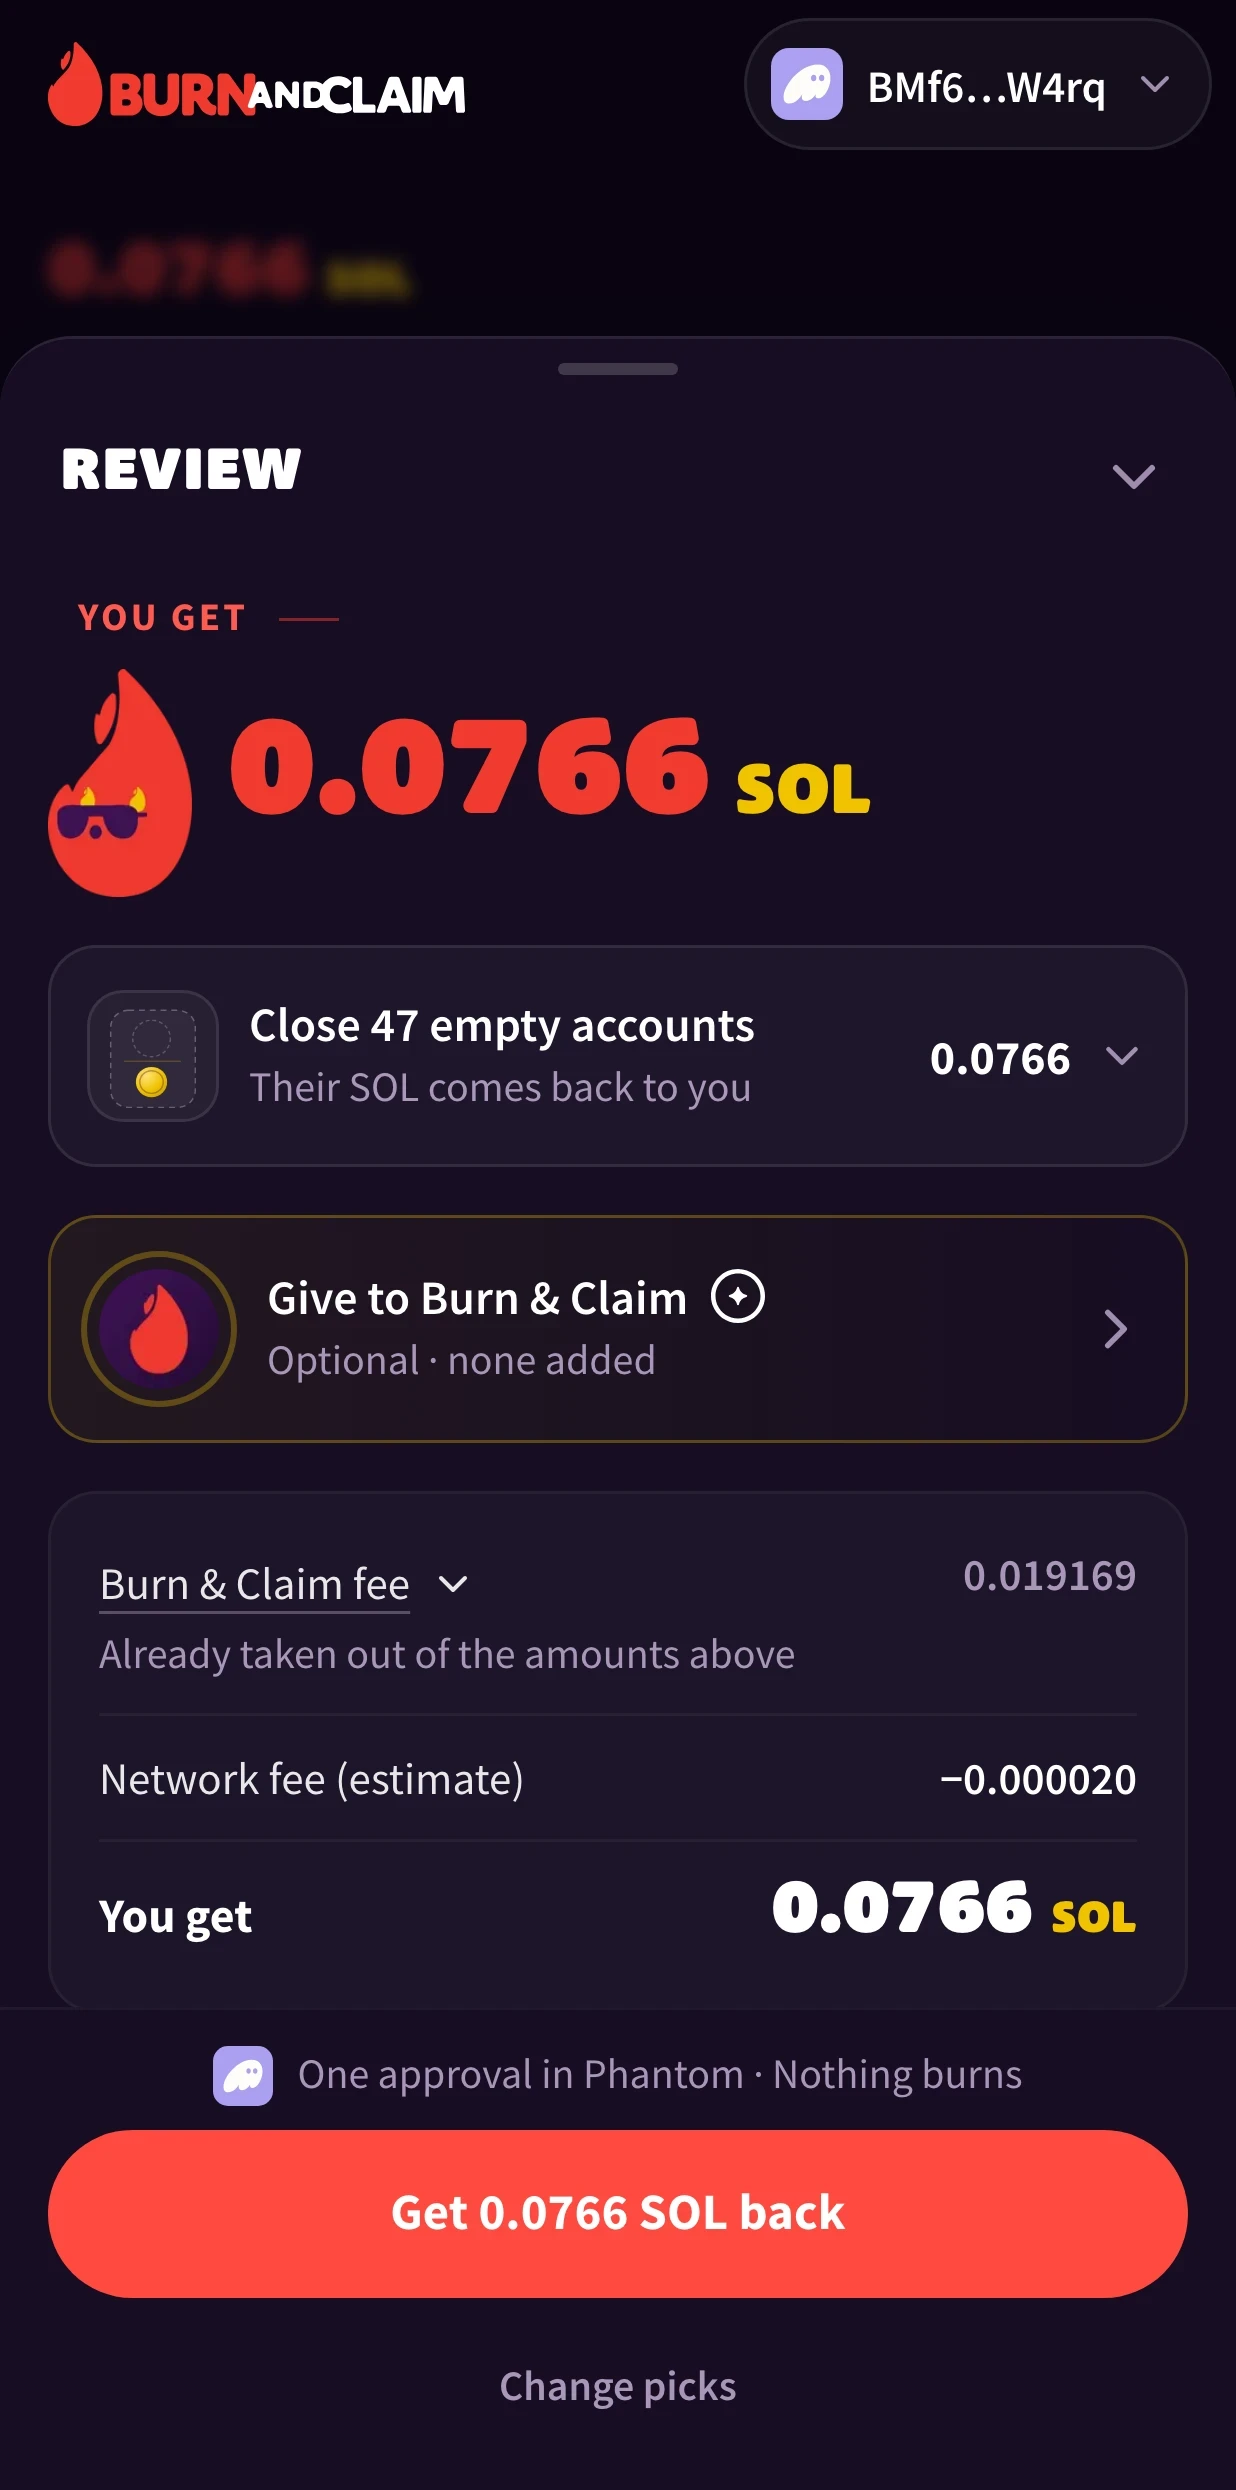 BURNANDCLAIM
BMf6...W4rq
0.0766 SOL
REVIEW
YOU GET
0.0766 SOL
Close 47 empty accounts
Their SOL comes back to you
0.0766
Give to Burn & Claim
Optional · none added
Burn & Claim fee
0.019169
Already taken out of the amounts above
Network fee (estimate)
−0.000020
You get
0.0766 SOL
One approval in Phantom · Nothing burns
Get 0.0766 SOL back
Change picks